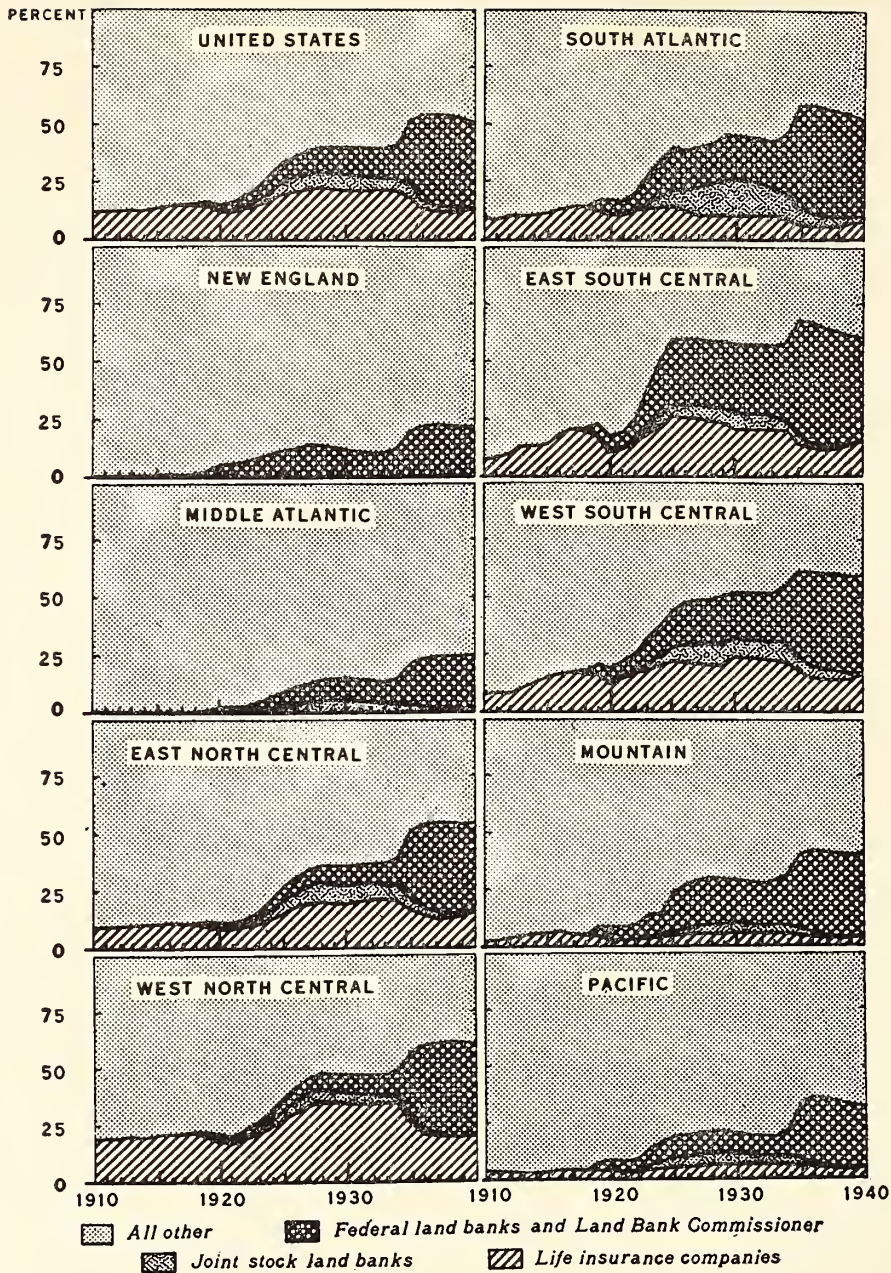 PERCENT
UNITED STATES
SOUTH ATLANTIC
75
50
25
0
NEW ENGLAND
EAST SOUTH CENTRAL
75
50
25
0
MIDDLE ATLANTIC
WEST SOUTH CENTRAL
75
50
25
0
EAST NORTH CENTRAL
MOUNTAIN
75
50
25
0
WEST NORTH CENTRAL
PACIFIC
75
50
25
0
1910 1920 1930 1910 1920 1930 1940
All other Federal land banks and Land Bank Commissioner
Joint stock land banks Life insurance companies